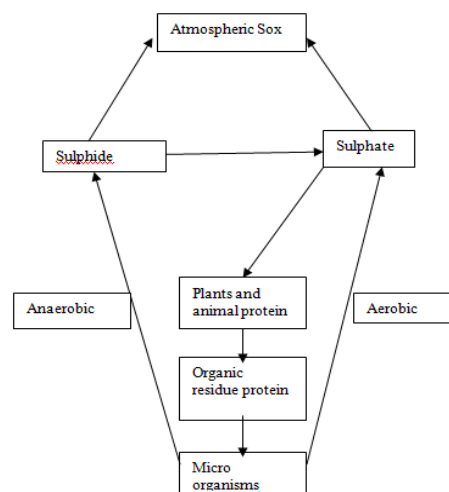 Atmospheric Sox
Sulphide
Sulphate
Plants and
animal protein
Anaerobic
Aerobic
Organic
residue protein
Micro
organisms